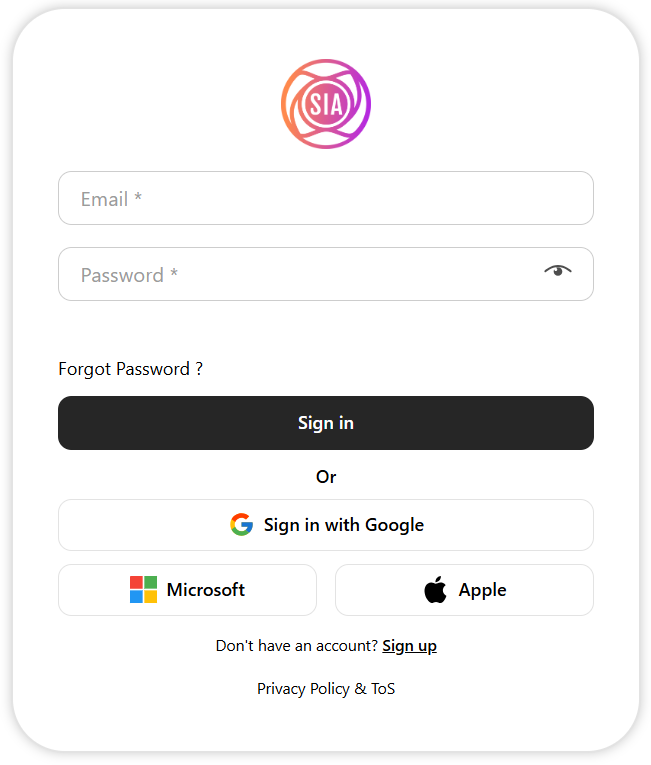 SIA
Email *
Password *
Forgot Password ?
Sign in
Or
Sign in with Google
Microsoft
Apple
Don't have an account? Sign up
Privacy Policy & ToS